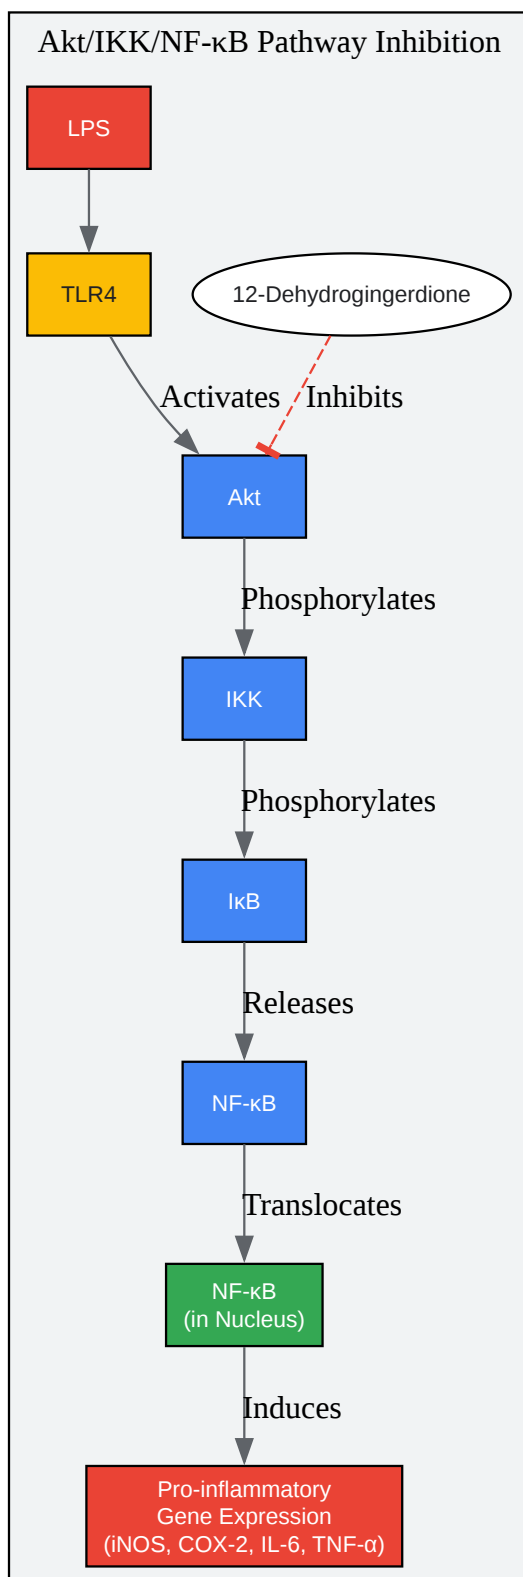 Akt/IKK/NF-κB Pathway Inhibition
LPS
TLR4
12-Dehydrogingerdione
Activates
Inhibits
Akt
Phosphorylates
IKK
Phosphorylates
IκB
Releases
NF-κB
Translocates
NF-κB
(in Nucleus)
Induces
Pro-inflammatory
Gene Expression
(iNOS, COX-2, IL-6, TNF-α)